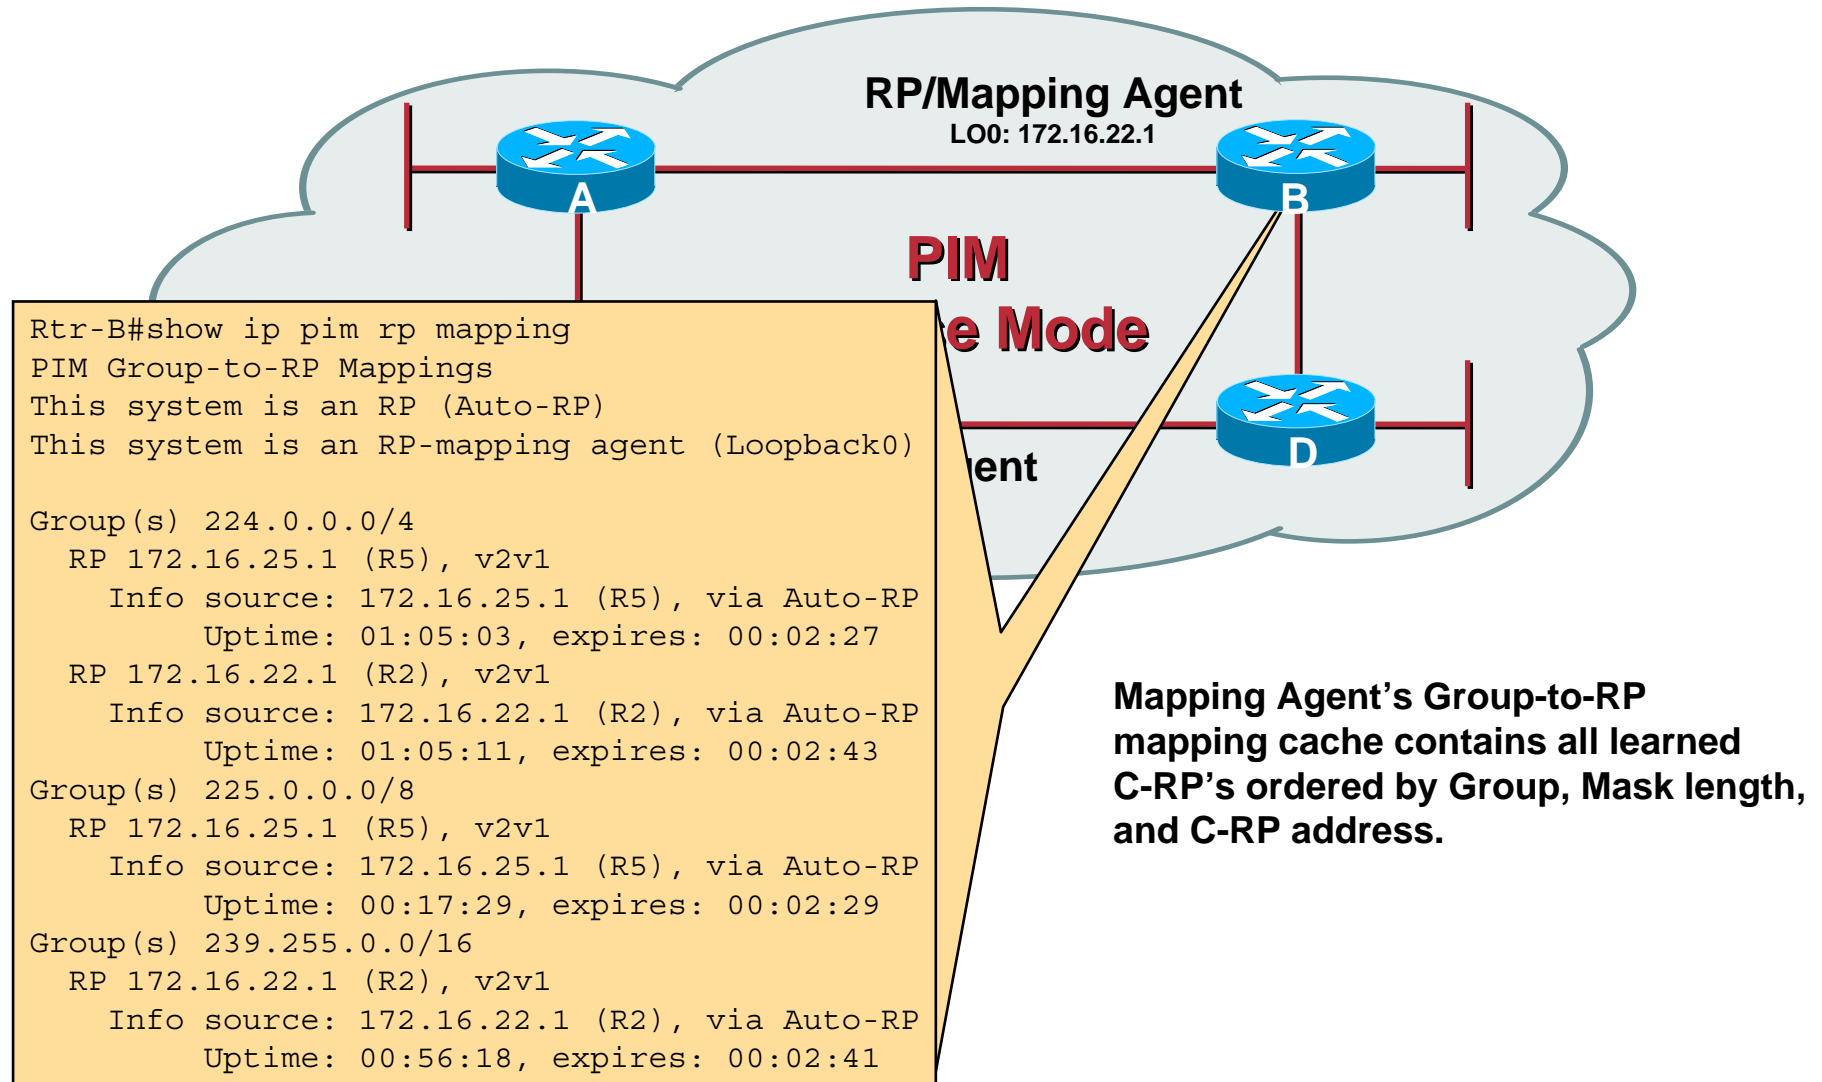 RP/Mapping Agent
LO0: 172.16.22.1
A
B
PIM
e Mode
D
ent
Rtr-B#show ip pim rp mapping
PIM Group-to-RP Mappings
This system is an RP (Auto-RP)
This system is an RP-mapping agent (Loopback0)
Group(s) 224.0.0.0/4
RP 172.16.25.1 (R5), v2v1
Info source: 172.16.25.1 (R5), via Auto-RP
Uptime: 01:05:03, expires: 00:02:27
RP 172.16.22.1 (R2), v2v1
Info source: 172.16.22.1 (R2), via Auto-RP
Uptime: 01:05:11, expires: 00:02:43
Group(s) 225.0.0.0/8
RP 172.16.25.1 (R5), v2v1
Info source: 172.16.25.1 (R5), via Auto-RP
Uptime: 00:17:29, expires: 00:02:29
Group(s) 239.255.0.0/16
RP 172.16.22.1 (R2), v2v1
Info source: 172.16.22.1 (R2), via Auto-RP
Uptime: 00:56:18, expires: 00:02:41
Mapping Agent’s Group-to-RP
mapping cache contains all learned
C-RP’s ordered by Group, Mask length,
and C-RP address.